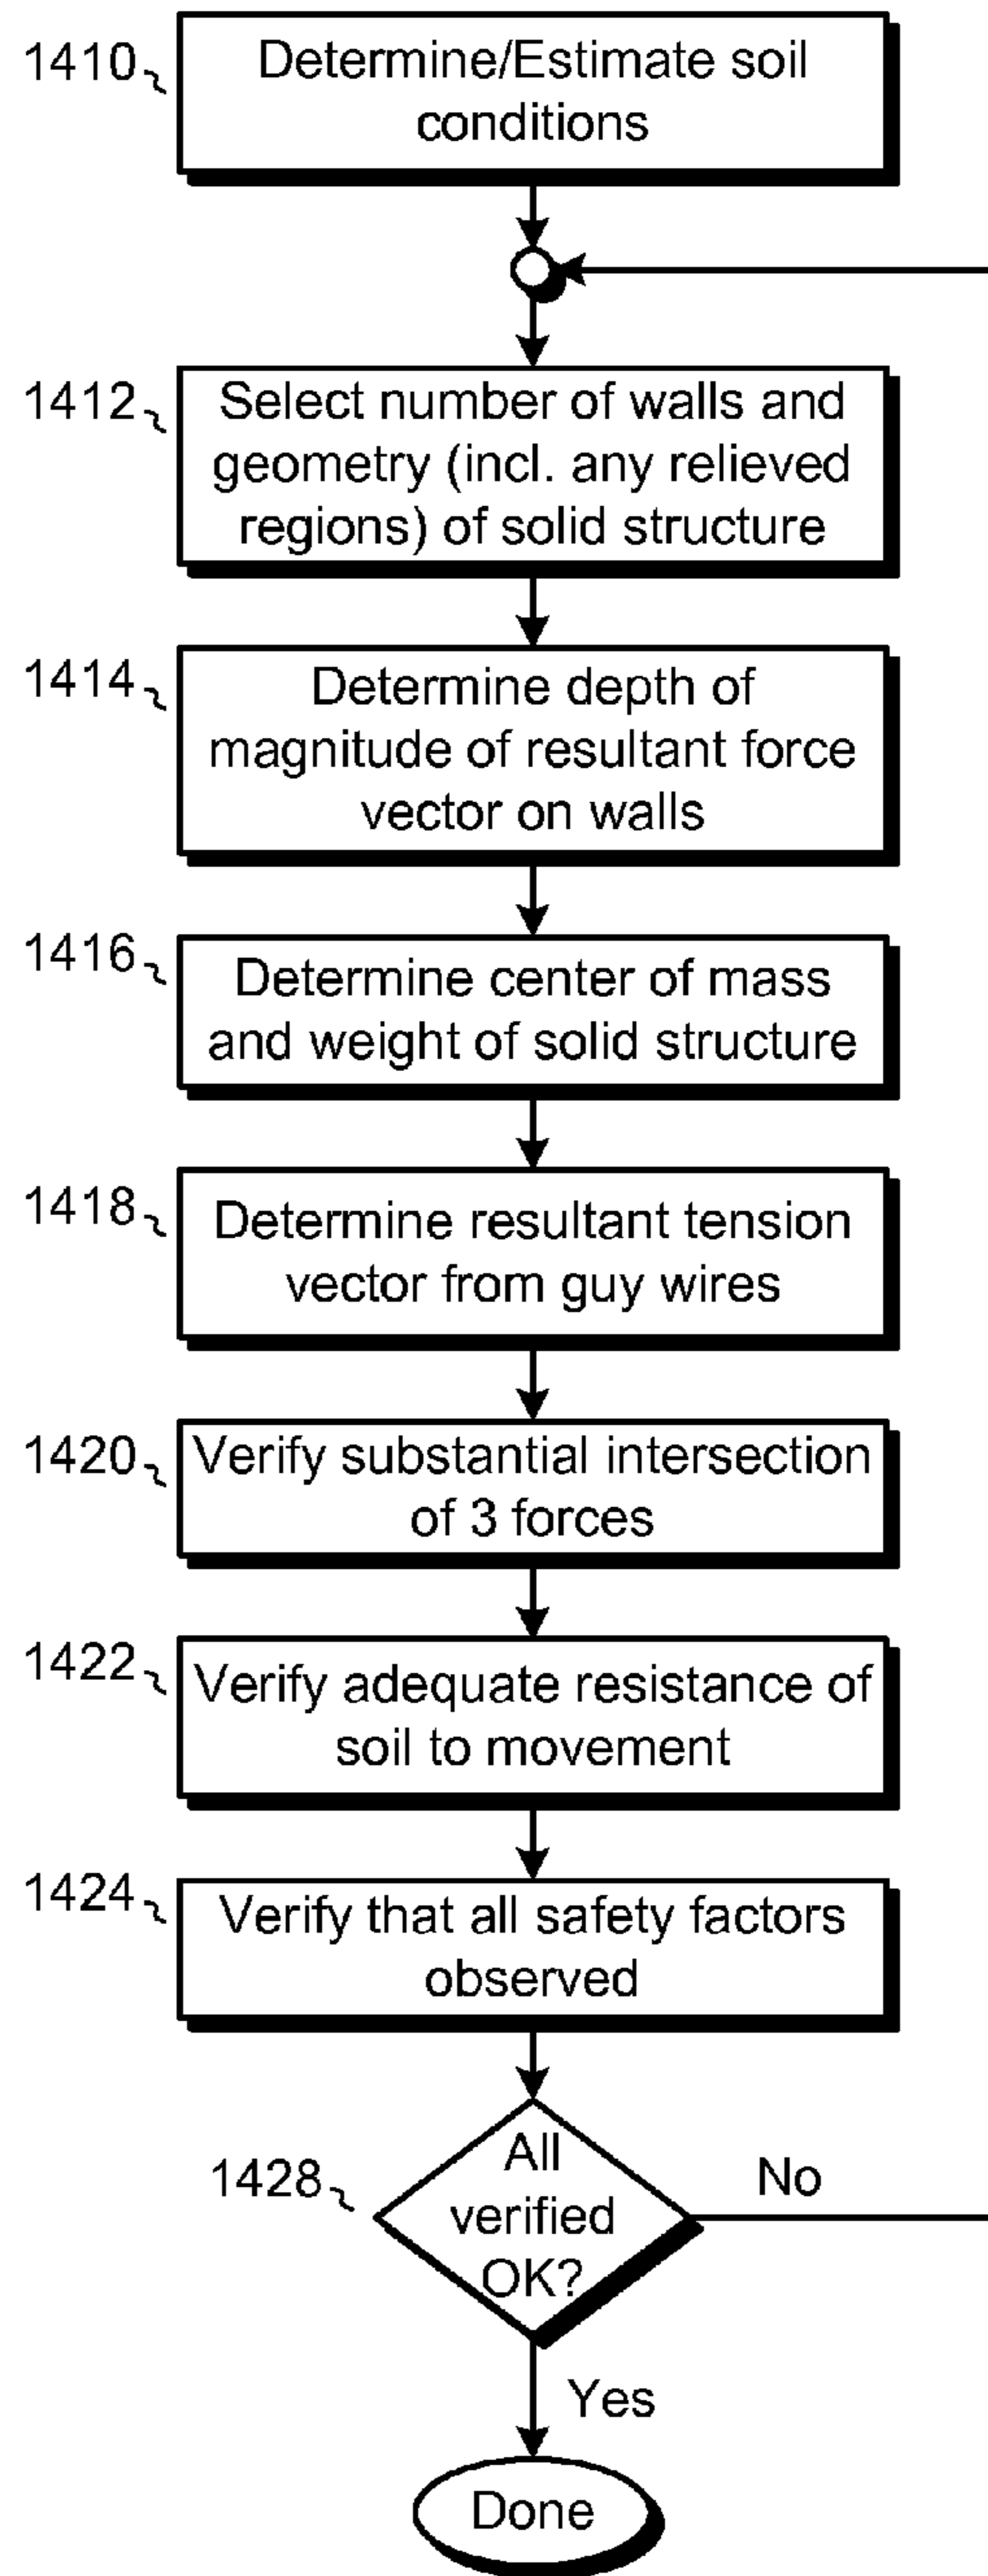 1410
Determine/Estimate soil
conditions
1412
Select number of walls and
geometry (incl. any relieved
regions) of solid structure
1414
Determine depth of
magnitude of resultant force
vector on walls
1416
Determine center of mass
and weight of solid structure
1418
Determine resultant tension
vector from guy wires
1420
Verify substantial intersection
of 3 forces
1422
Verify adequate resistance of
soil to movement
1424
Verify that all safety factors
observed
1428
All
verified
OK?
No
Yes
Done